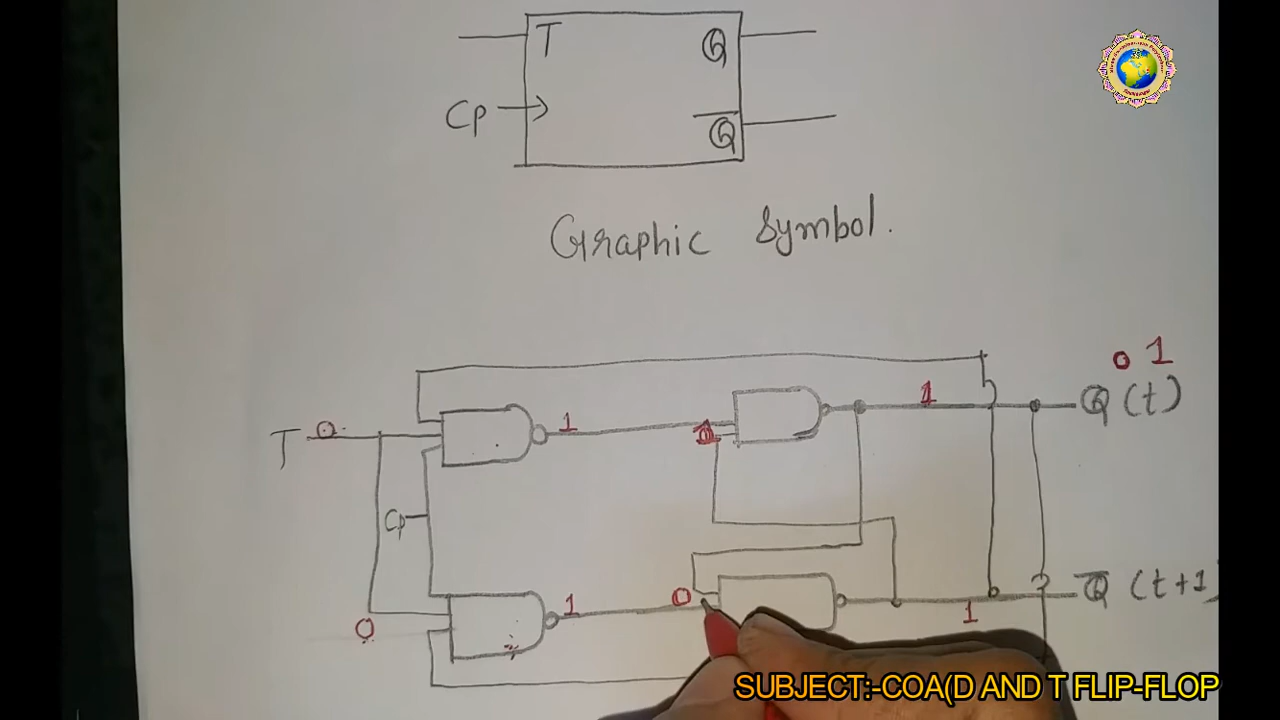 T Q
Cp Q̅
Graphic Symbol.
0 1
1 Q (t)
T 0 1 1
Cp
0 1 0 1 Q̅ (t+1)
SUBJECT:-COA(D AND T FLIP-FLOP